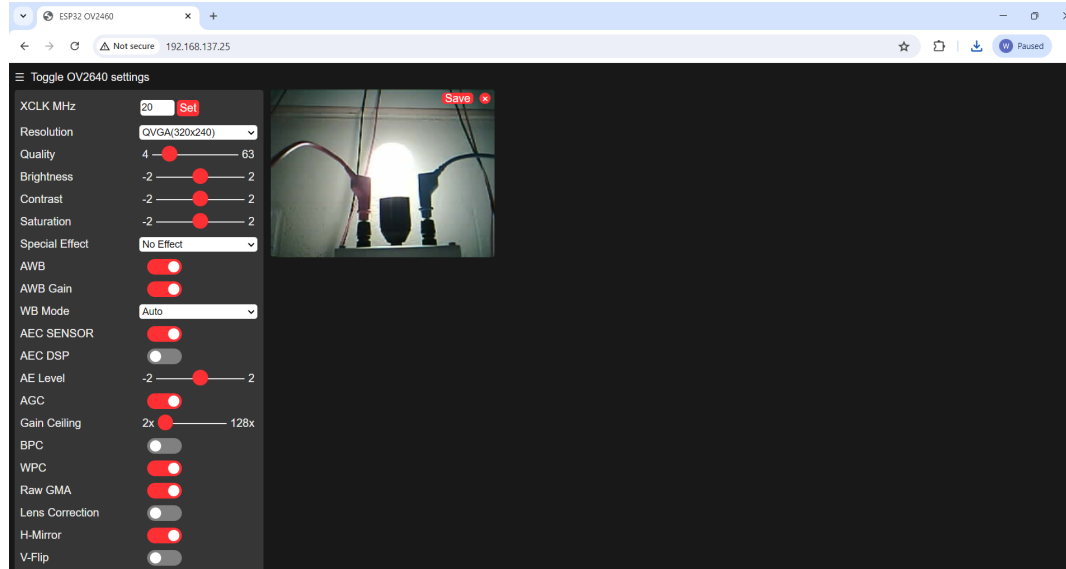 ESP32 OV2460
Not secure 192.168.137.25
W Paused
☰ Toggle OV2640 settings
XCLK MHz 20 Set
Save ×
Resolution QVGA(320x240)
Quality 4 63
Brightness -2 2
Contrast -2 2
Saturation -2 2
Special Effect No Effect
AWB
AWB Gain
WB Mode Auto
AEC SENSOR
AEC DSP
AE Level -2 2
AGC
Gain Ceiling 2x 128x
BPC
WPC
Raw GMA
Lens Correction
H-Mirror
V-Flip